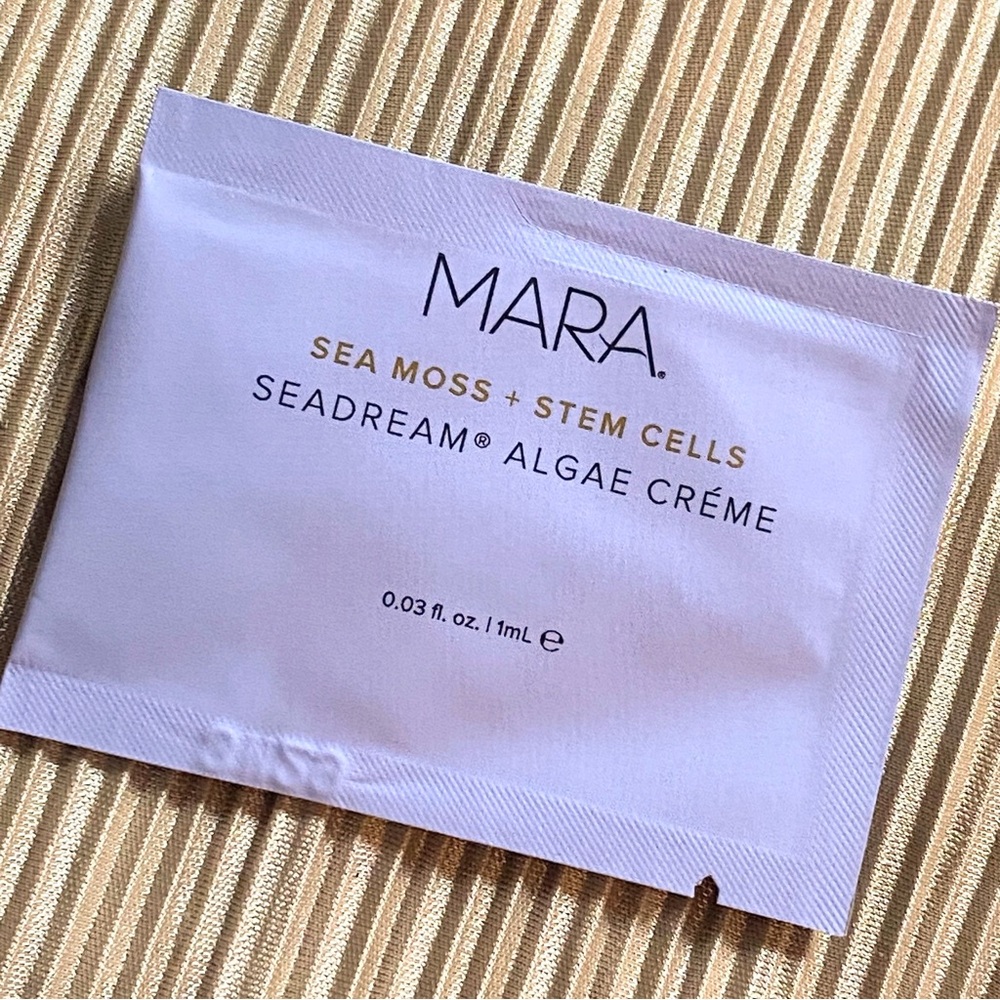 MARA®
SEA MOSS + STEM CELLS
SEADREAM® ALGAE CRÉME
0.03 fl. oz. | 1mL ℮